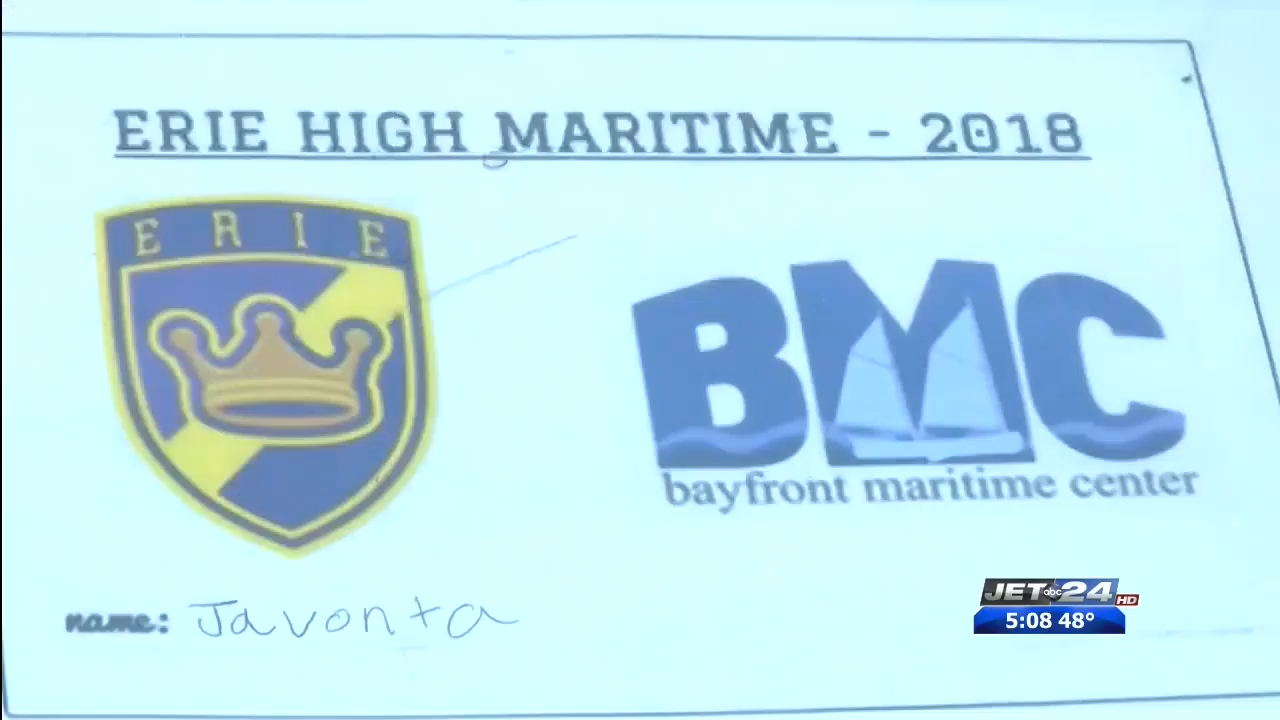 ERIE HIGH MARITIME - 2018
ERIE
BMC
bayfront maritime center
name: Javonta
JET abc 24 HD
5:08 48°